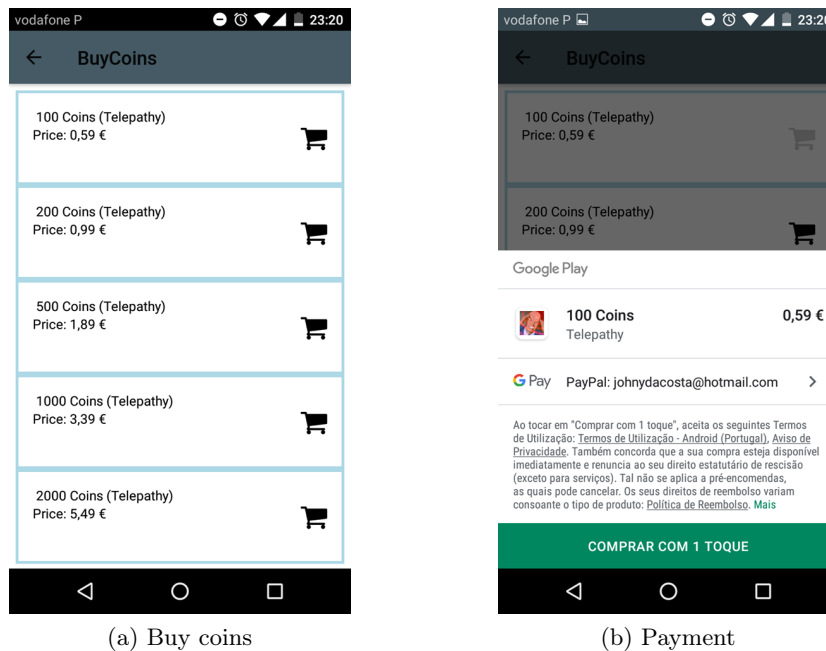 vodafone P
23:20
BuyCoins
100 Coins (Telepathy)
Price: 0,59 €
200 Coins (Telepathy)
Price: 0,99 €
500 Coins (Telepathy)
Price: 1,89 €
1000 Coins (Telepathy)
Price: 3,39 €
2000 Coins (Telepathy)
Price: 5,49 €
(a) Buy coins
vodafone P
23:20
BuyCoins
100 Coins (Telepathy)
Price: 0,59 €
200 Coins (Telepathy)
Price: 0,99 €
Google Play
100 Coins 0,59 €
Telepathy
G Pay PayPal: johnydacosta@hotmail.com
Ao tocar em "Comprar com 1 toque", aceita os seguintes Termos
de Utilização: Termos de Utilização - Android (Portugal), Aviso de
Privacidade. Também concorda que a sua compra esteja disponível
imediatamente e renuncia ao seu direito estatutário de rescisão
(exceto para serviços). Tal não se aplica a pré-encomendas,
as quais pode cancelar. Os seus direitos de reembolso variam
consoante o tipo de produto: Política de Reembolso. Mais
COMPRAR COM 1 TOQUE
(b) Payment